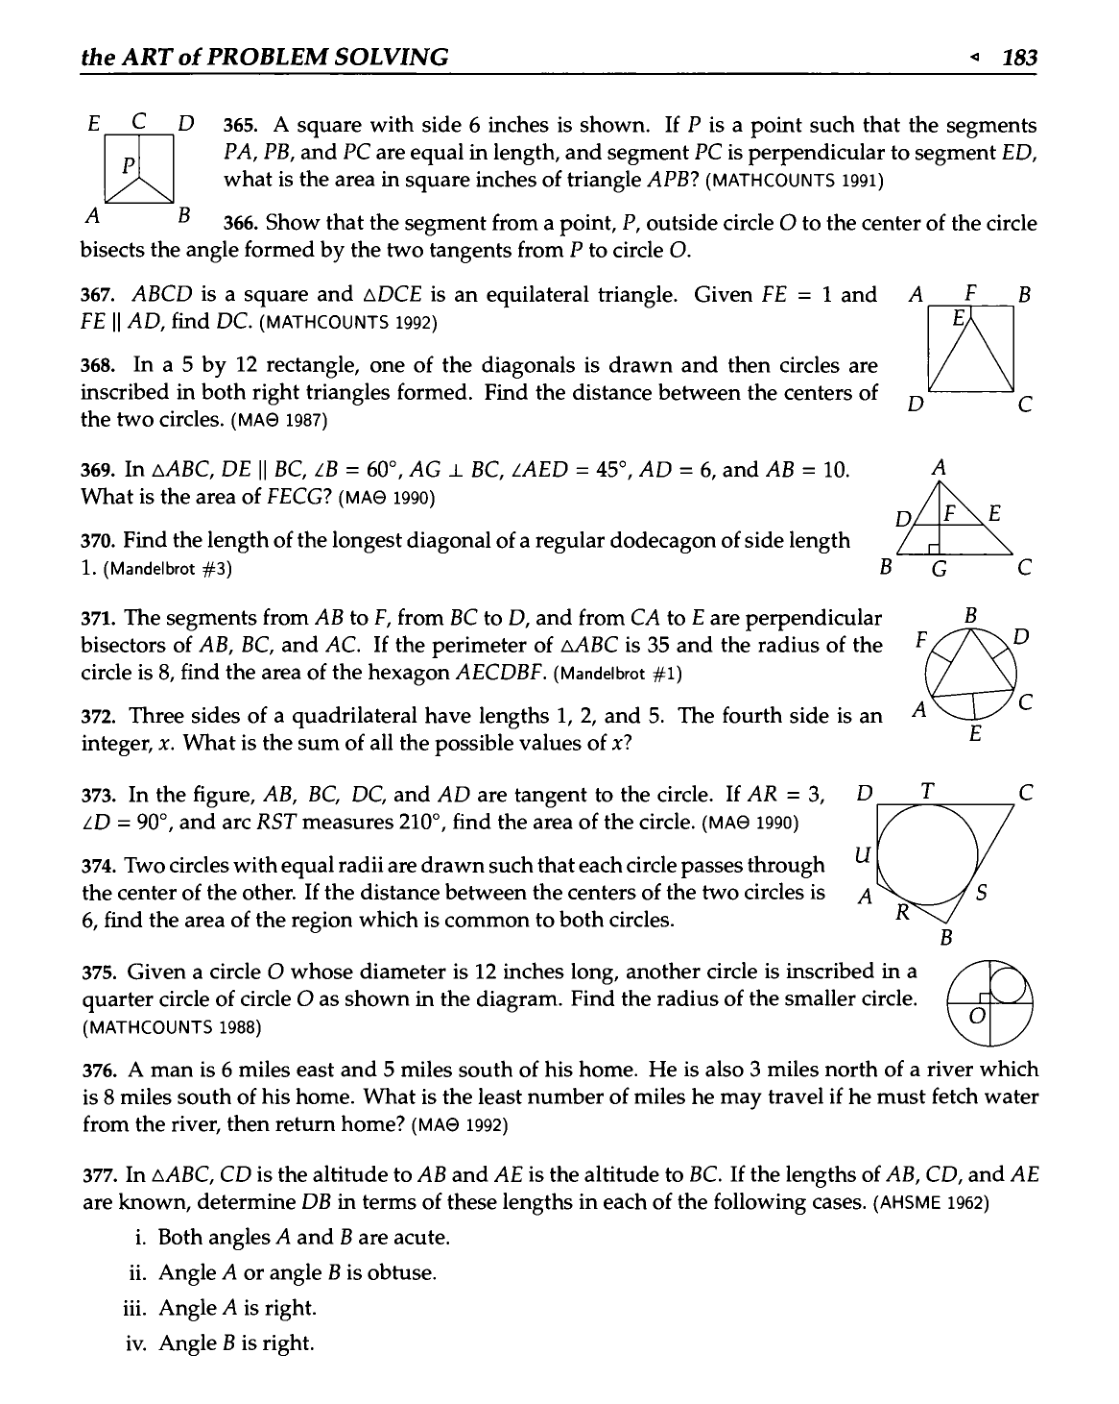 the ART of PROBLEM SOLVING ◃ 183
E C D
P
A B
365. A square with side 6 inches is shown. If P is a point such that the segments
PA, PB, and PC are equal in length, and segment PC is perpendicular to segment ED,
what is the area in square inches of triangle APB? (MATHCOUNTS 1991)
366. Show that the segment from a point, P, outside circle O to the center of the circle
bisects the angle formed by the two tangents from P to circle O.
367. ABCD is a square and △DCE is an equilateral triangle. Given FE = 1 and
FE || AD, find DC. (MATHCOUNTS 1992)
A F B
E
D C
368. In a 5 by 12 rectangle, one of the diagonals is drawn and then circles are
inscribed in both right triangles formed. Find the distance between the centers of
the two circles. (MAΘ 1987)
369. In △ABC, DE || BC, ∠B = 60°, AG ⊥ BC, ∠AED = 45°, AD = 6, and AB = 10.
What is the area of FECG? (MAΘ 1990)
A
D F E
B G C
370. Find the length of the longest diagonal of a regular dodecagon of side length
1. (Mandelbrot #3)
371. The segments from AB to F, from BC to D, and from CA to E are perpendicular
bisectors of AB, BC, and AC. If the perimeter of △ABC is 35 and the radius of the
circle is 8, find the area of the hexagon AECDBF. (Mandelbrot #1)
B
F D
A C
E
372. Three sides of a quadrilateral have lengths 1, 2, and 5. The fourth side is an
integer, x. What is the sum of all the possible values of x?
373. In the figure, AB, BC, DC, and AD are tangent to the circle. If AR = 3,
∠D = 90°, and arc RST measures 210°, find the area of the circle. (MAΘ 1990)
D T C
U
A R S
B
374. Two circles with equal radii are drawn such that each circle passes through
the center of the other. If the distance between the centers of the two circles is
6, find the area of the region which is common to both circles.
375. Given a circle O whose diameter is 12 inches long, another circle is inscribed in a
quarter circle of circle O as shown in the diagram. Find the radius of the smaller circle.
(MATHCOUNTS 1988)
O
376. A man is 6 miles east and 5 miles south of his home. He is also 3 miles north of a river which
is 8 miles south of his home. What is the least number of miles he may travel if he must fetch water
from the river, then return home? (MAΘ 1992)
377. In △ABC, CD is the altitude to AB and AE is the altitude to BC. If the lengths of AB, CD, and AE
are known, determine DB in terms of these lengths in each of the following cases. (AHSME 1962)
i. Both angles A and B are acute.
ii. Angle A or angle B is obtuse.
iii. Angle A is right.
iv. Angle B is right.